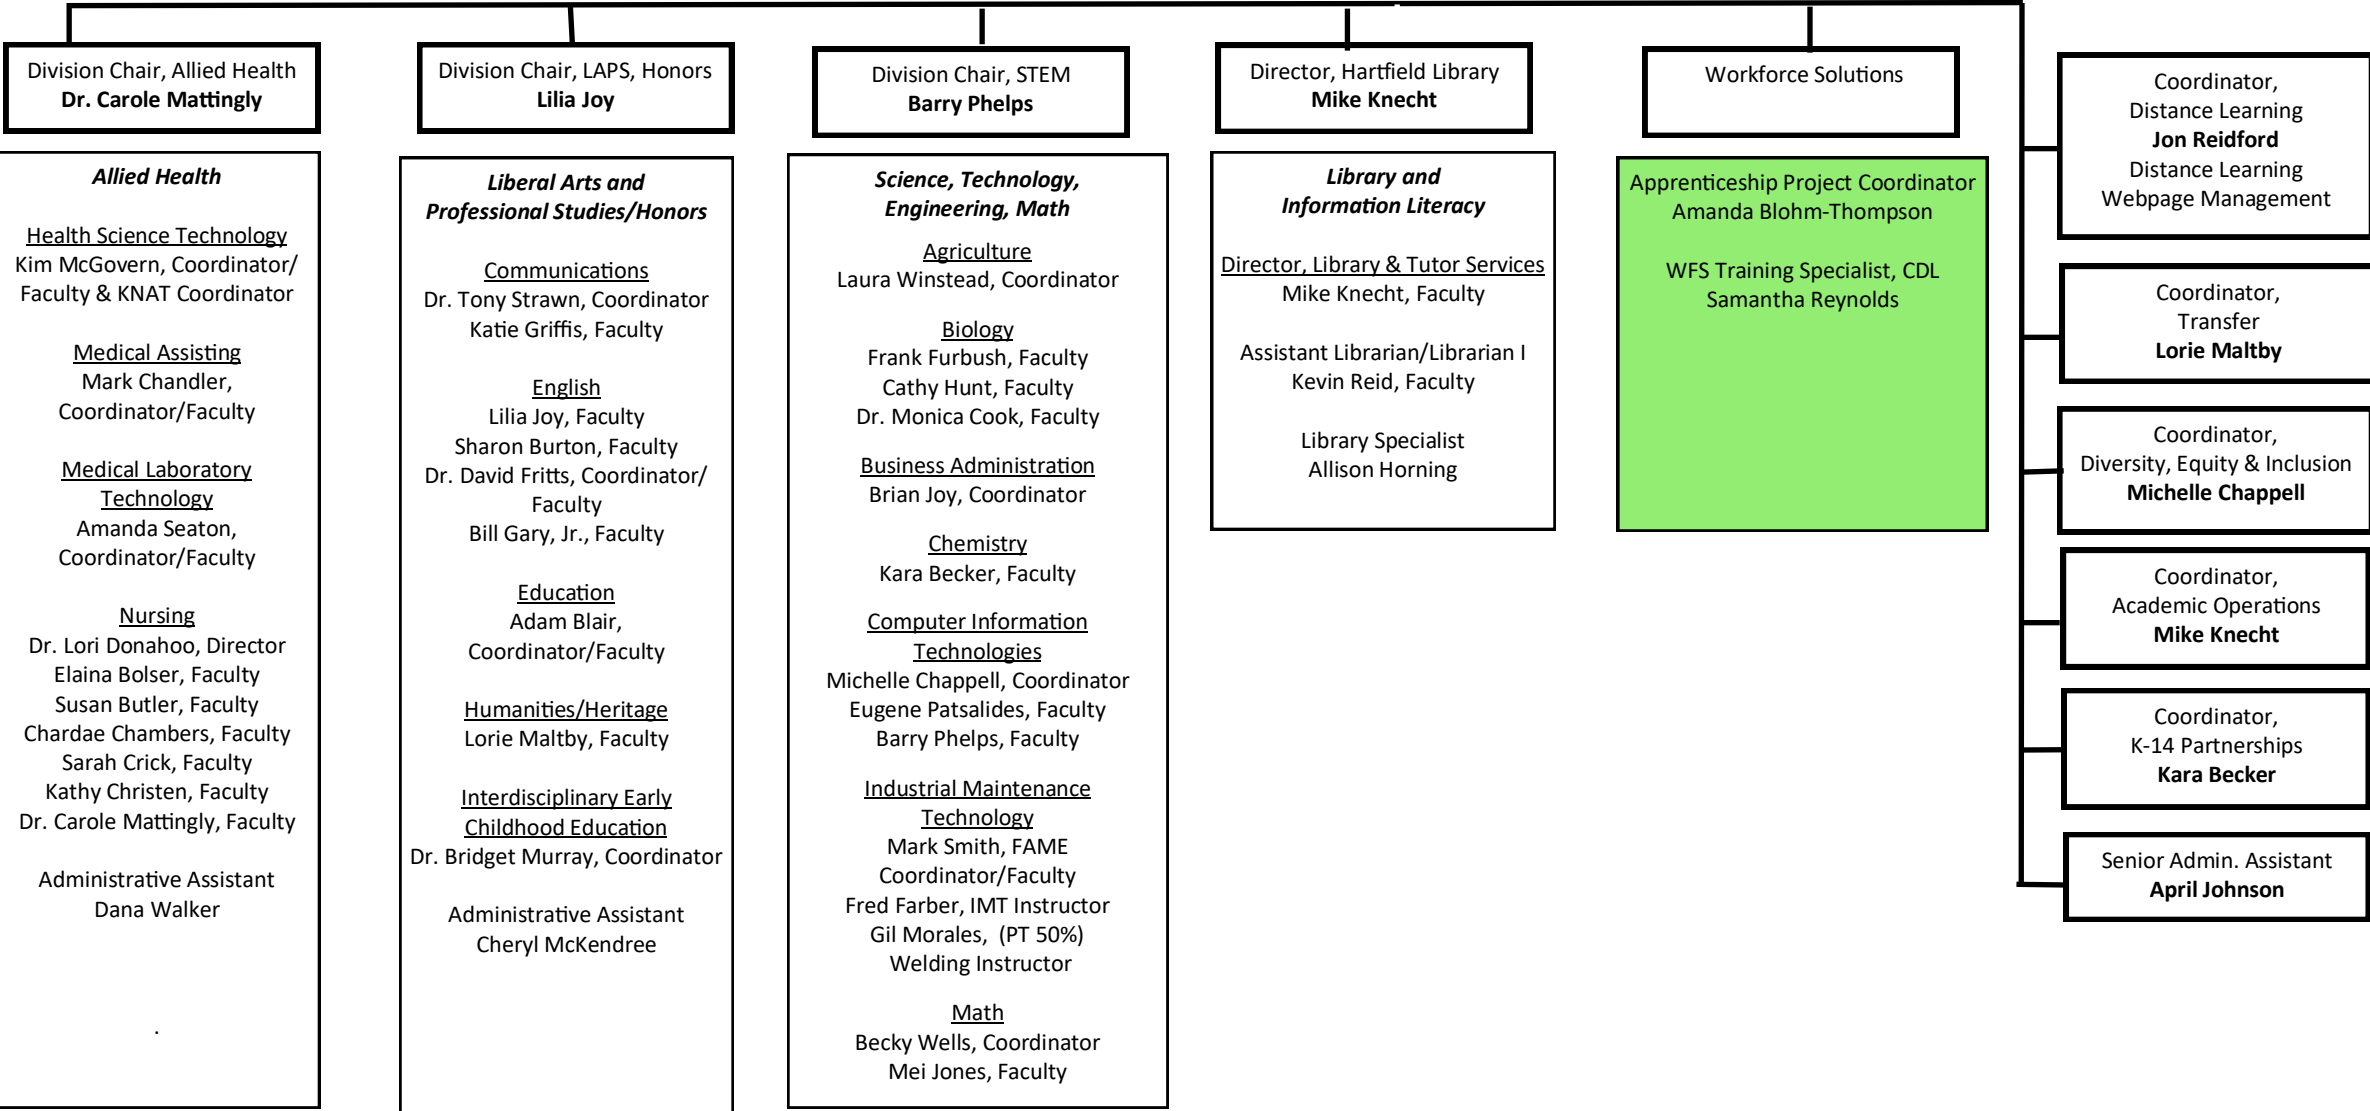 Division Chair, Allied Health
Dr. Carole Mattingly
Allied Health
Health Science Technology
Kim McGovern, Coordinator/
Faculty & KNAT Coordinator
Medical Assisting
Mark Chandler,
Coordinator/Faculty
Medical Laboratory
Technology
Amanda Seaton,
Coordinator/Faculty
Nursing
Dr. Lori Donahoo, Director
Elaina Bolser, Faculty
Susan Butler, Faculty
Chardae Chambers, Faculty
Sarah Crick, Faculty
Kathy Christen, Faculty
Dr. Carole Mattingly, Faculty
Administrative Assistant
Dana Walker
.
Division Chair, LAPS, Honors
Lilia Joy
Liberal Arts and
Professional Studies/Honors
Communications
Dr. Tony Strawn, Coordinator
Katie Griffis, Faculty
English
Lilia Joy, Faculty
Sharon Burton, Faculty
Dr. David Fritts, Coordinator/
Faculty
Bill Gary, Jr., Faculty
Education
Adam Blair,
Coordinator/Faculty
Humanities/Heritage
Lorie Maltby, Faculty
Interdisciplinary Early
Childhood Education
Dr. Bridget Murray, Coordinator
Administrative Assistant
Cheryl McKendree
Division Chair, STEM
Barry Phelps
Science, Technology,
Engineering, Math
Agriculture
Laura Winstead, Coordinator
Biology
Frank Furbush, Faculty
Cathy Hunt, Faculty
Dr. Monica Cook, Faculty
Business Administration
Brian Joy, Coordinator
Chemistry
Kara Becker, Faculty
Computer Information
Technologies
Michelle Chappell, Coordinator
Eugene Patsalides, Faculty
Barry Phelps, Faculty
Industrial Maintenance
Technology
Mark Smith, FAME
Coordinator/Faculty
Fred Farber, IMT Instructor
Gil Morales, (PT 50%)
Welding Instructor
Math
Becky Wells, Coordinator
Mei Jones, Faculty
Director, Hartfield Library
Mike Knecht
Library and
Information Literacy
Director, Library & Tutor Services
Mike Knecht, Faculty
Assistant Librarian/Librarian I
Kevin Reid, Faculty
Library Specialist
Allison Horning
Workforce Solutions
Apprenticeship Project Coordinator
Amanda Blohm-Thompson
WFS Training Specialist, CDL
Samantha Reynolds
Coordinator,
Distance Learning
Jon Reidford
Distance Learning
Webpage Management
Coordinator,
Transfer
Lorie Maltby
Coordinator,
Diversity, Equity & Inclusion
Michelle Chappell
Coordinator,
Academic Operations
Mike Knecht
Coordinator,
K-14 Partnerships
Kara Becker
Senior Admin. Assistant
April Johnson